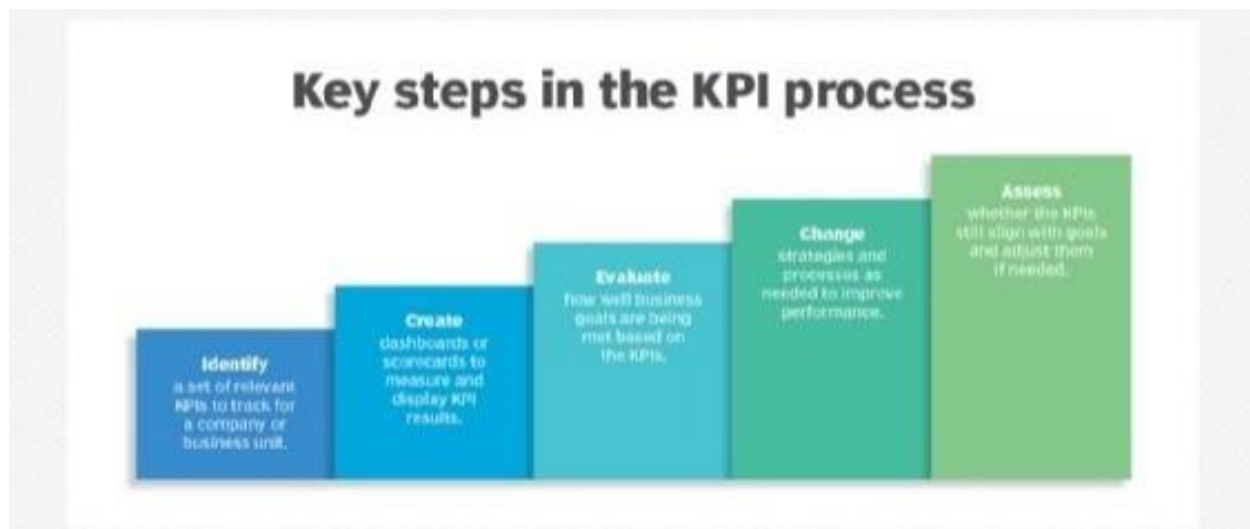 Key steps in the KPI process
Identify
a set of relevant
KPIs to track for
a company or
business unit.
Create
dashboards or
scorecards to
measure and
display KPI
results.
Evaluate
how well business
goals are being
met based on
the KPIs.
Change
strategies and
processes as
needed to improve
performance.
Assess
whether the KPIs
still align with goals
and adjust them
if needed.